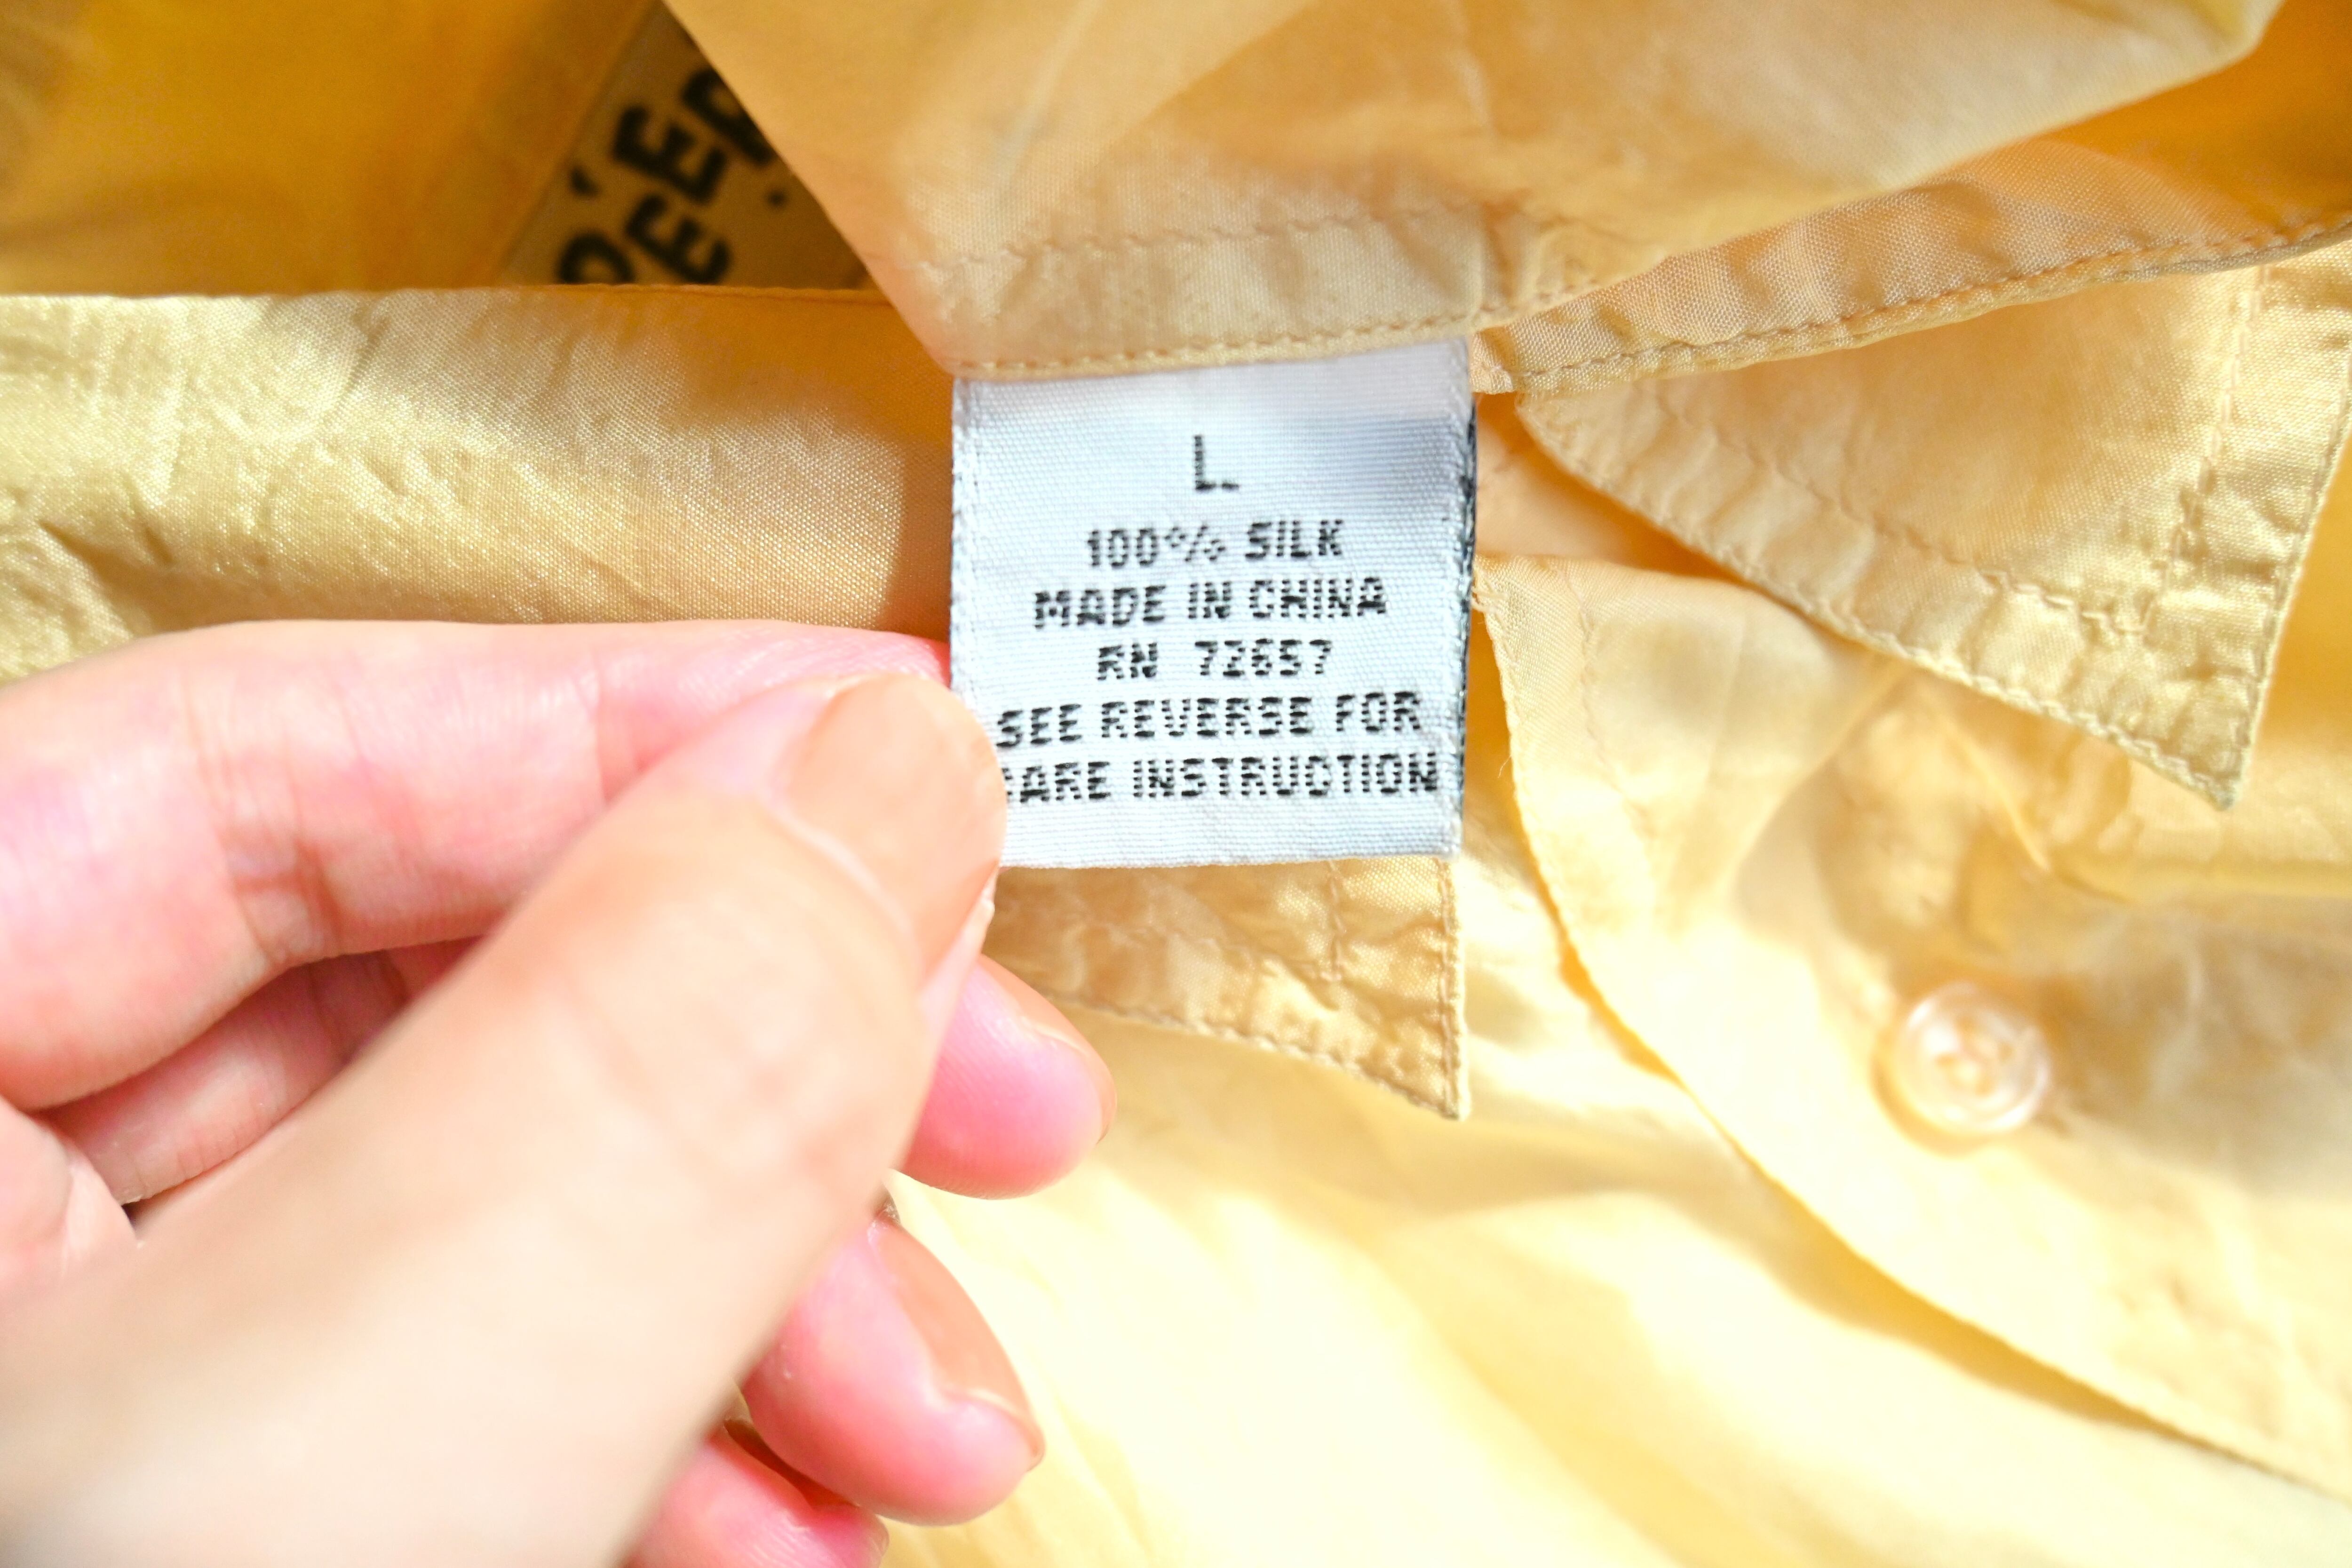 L
100% SILK
MADE IN CHINA
RN 72657
SEE REVERSE FOR
CARE INSTRUCTION